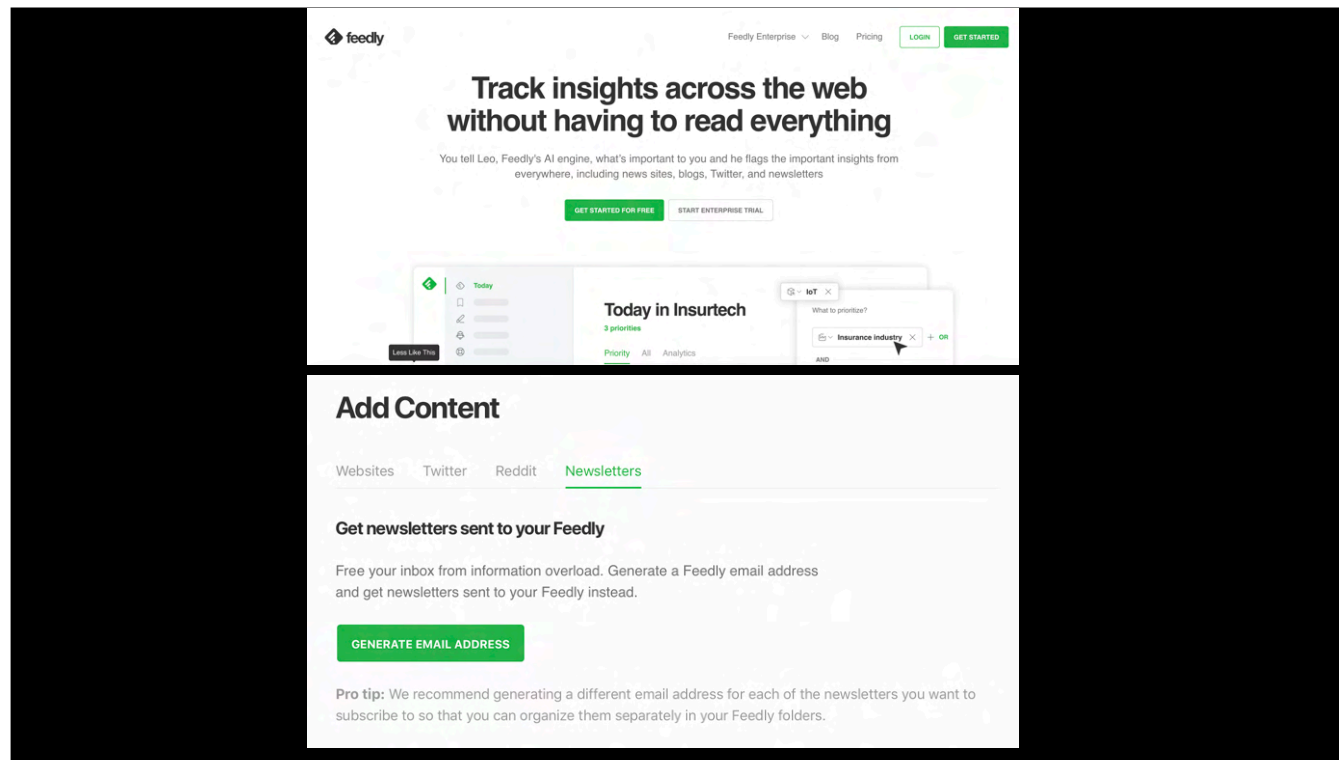 feedly
Feedly Enterprise Blog Pricing LOGIN GET STARTED
Track insights across the web
without having to read everything
You tell Leo, Feedly's AI engine, what's important to you and he flags the important insights from
everywhere, including news sites, blogs, Twitter, and newsletters
GET STARTED FOR FREE START ENTERPRISE TRIAL
Today
IoT
Today in Insurtech
What to prioritize?
3 priorities
Insurance industry + OR
Less Like This
Priority All Analytics
AND
Add Content
Websites Twitter Reddit Newsletters
Get newsletters sent to your Feedly
Free your inbox from information overload. Generate a Feedly email address
and get newsletters sent to your Feedly instead.
GENERATE EMAIL ADDRESS
Pro tip: We recommend generating a different email address for each of the newsletters you want to
subscribe to so that you can organize them separately in your Feedly folders.